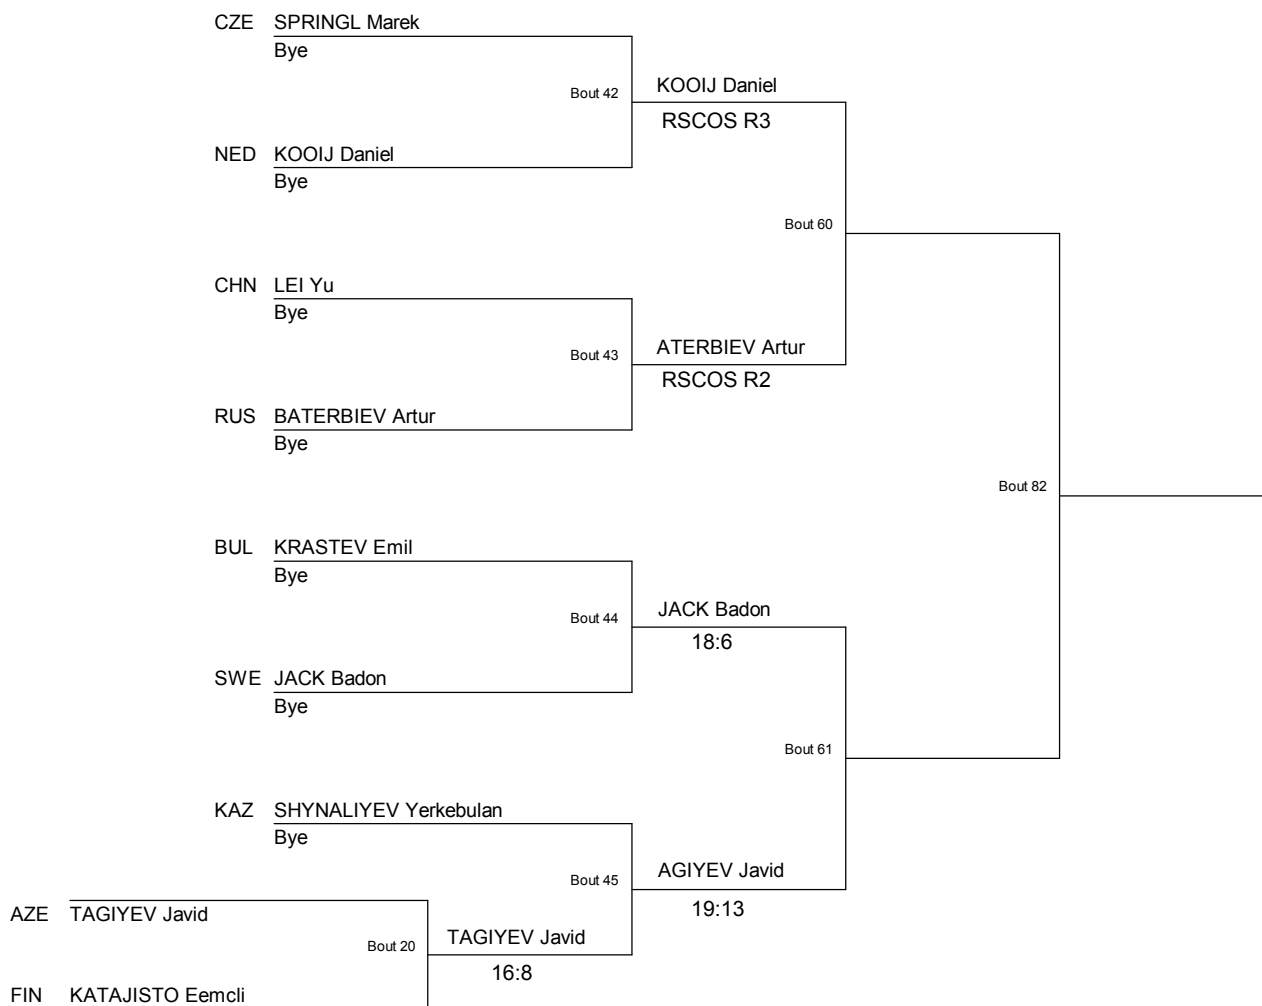 CZE SPRINGL Marek
Bye
Bout 42 KOOIJ Daniel
RSCOS R3
NED KOOIJ Daniel
Bye
Bout 60
CHN LEI Yu
Bye
Bout 43 ATERBIEV Artur
RSCOS R2
RUS BATERBIEV Artur
Bye
Bout 82
BUL KRASTEV Emil
Bye
Bout 44 JACK Badon
18:6
SWE JACK Badon
Bye
Bout 61
KAZ SHYNALIYEV Yerkebulan
Bye
Bout 45 AGIYEV Javid
19:13
AZE TAGIYEV Javid
Bout 20 TAGIYEV Javid
16:8
FIN KATAJISTO Eemcli